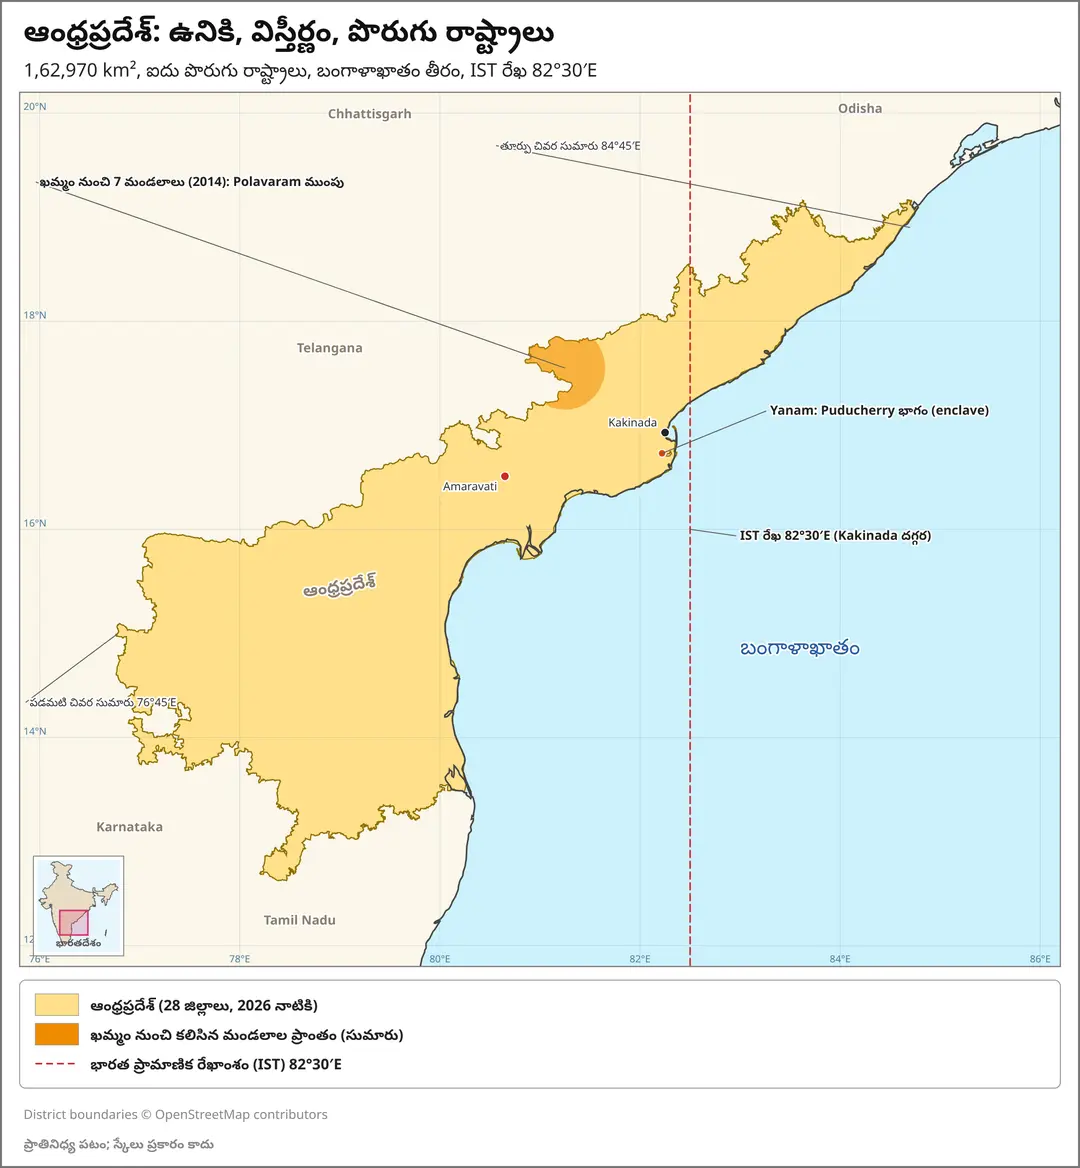 ఆంధ్రప్రదేశ్: ఉనికి, విస్తీర్ణం, పొరుగు రాష్ట్రాలు
1,62,970 km², ఐదు పొరుగు రాష్ట్రాలు, బంగాళాఖాతం తీరం, IST రేఖ 82°30′E
20°N
Chhattisgarh
Odisha
తూర్పు చివర సుమారు 84°45′E
ఖమ్మం నుంచి 7 మండలాలు (2014): Polavaram ముంపు
18°N
Telangana
Yanam: Puducherry భాగం (enclave)
Kakinada
Amaravati
16°N
IST రేఖ 82°30′E (Kakinada దగ్గర)
ఆంధ్రప్రదేశ్
బంగాళాఖాతం
పడమటి చివర సుమారు 76°45′E
14°N
Karnataka
Tamil Nadu
భారతదేశం
12
76°E
78°E
80°E
82°E
84°E
86°E
ఆంధ్రప్రదేశ్ (28 జిల్లాలు, 2026 నాటికి)
ఖమ్మం నుంచి కలిసిన మండలాల ప్రాంతం (సుమారు)
భారత ప్రామాణిక రేఖాంశం (IST) 82°30′E
District boundaries © OpenStreetMap contributors
ప్రాతినిధ్య పటం; స్కేలు ప్రకారం కాదు